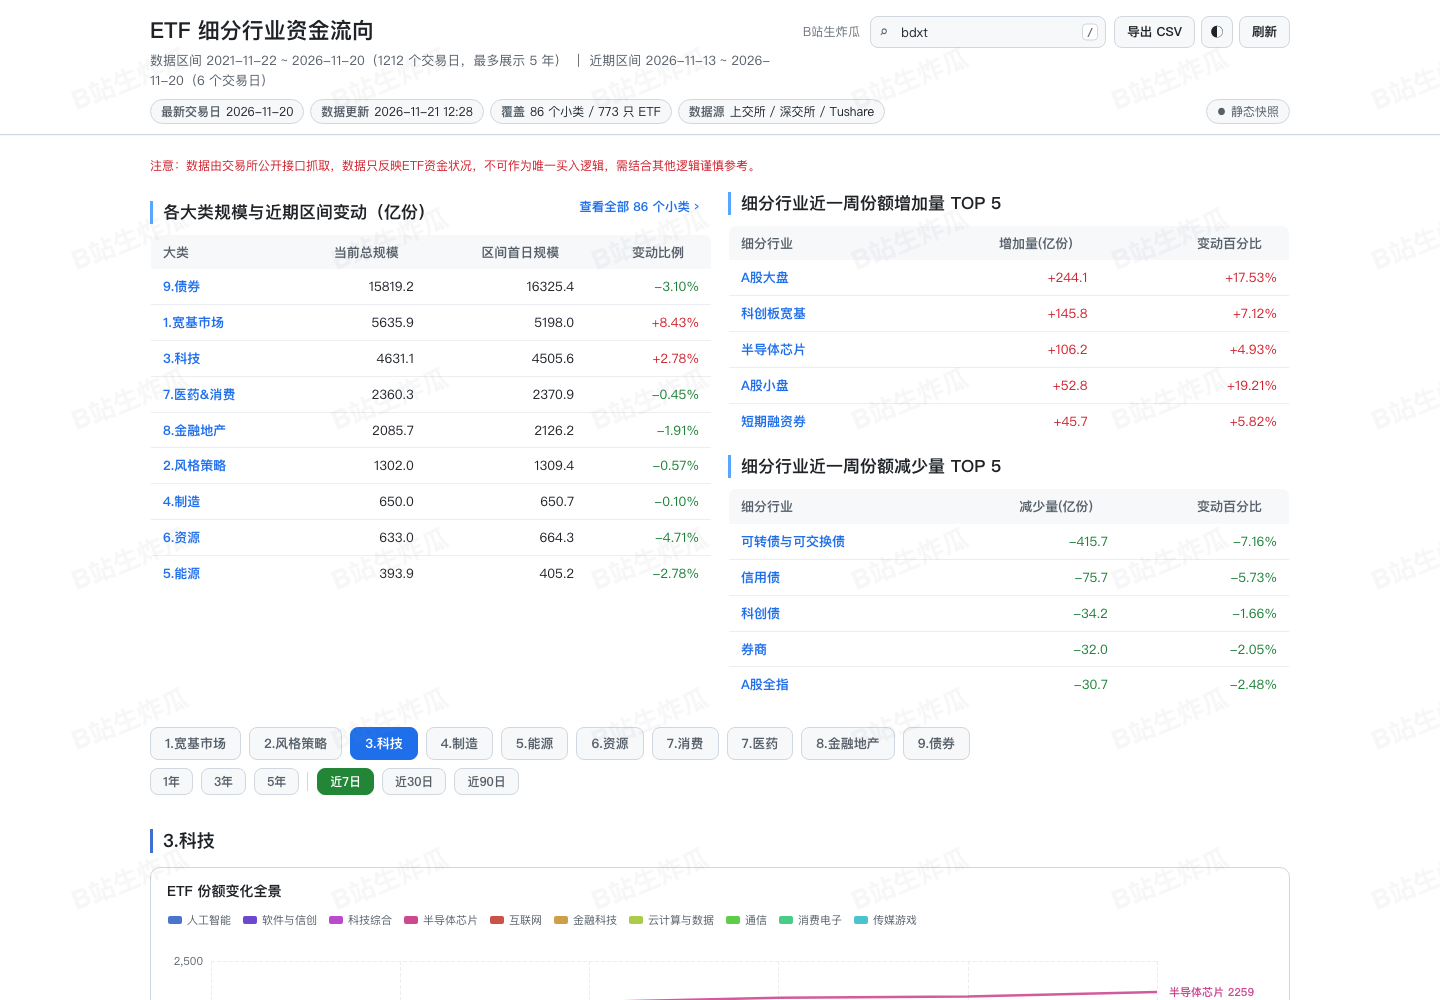 ETF 细分行业资金流向
B站生炸瓜
bdxt
/
导出 CSV
刷新
数据区间 2021-11-22 ~ 2026-11-20（1212 个交易日，最多展示 5 年） | 近期区间 2026-11-13 ~ 2026-
11-20（6 个交易日）
最新交易日 2026-11-20
数据更新 2026-11-21 12:28
覆盖 86 个小类 / 773 只 ETF
数据源 上交所 / 深交所 / Tushare
静态快照
注意：数据由交易所公开接口抓取，数据只反映ETF资金状况，不可作为唯一买入逻辑，需结合其他逻辑谨慎参考。
各大类规模与近期区间变动（亿份）
查看全部 86 个小类 ›
大类 当前总规模 区间首日规模 变动比例
9.债券 15819.2 16325.4 -3.10%
1.宽基市场 5635.9 5198.0 +8.43%
3.科技 4631.1 4505.6 +2.78%
7.医药&消费 2360.3 2370.9 -0.45%
8.金融地产 2085.7 2126.2 -1.91%
2.风格策略 1302.0 1309.4 -0.57%
4.制造 650.0 650.7 -0.10%
6.资源 633.0 664.3 -4.71%
5.能源 393.9 405.2 -2.78%
细分行业近一周份额增加量 TOP 5
细分行业 增加量(亿份) 变动百分比
A股大盘 +244.1 +17.53%
科创板宽基 +145.8 +7.12%
半导体芯片 +106.2 +4.93%
A股小盘 +52.8 +19.21%
短期融资券 +45.7 +5.82%
细分行业近一周份额减少量 TOP 5
细分行业 减少量(亿份) 变动百分比
可转债与可交换债 -415.7 -7.16%
信用债 -75.7 -5.73%
科创债 -34.2 -1.66%
券商 -32.0 -2.05%
A股全指 -30.7 -2.48%
1.宽基市场 2.风格策略 3.科技 4.制造 5.能源 6.资源 7.消费 7.医药 8.金融地产 9.债券
1年 3年 5年 近7日 近30日 近90日
3.科技
ETF 份额变化全景
人工智能 软件与信创 科技综合 半导体芯片 互联网 金融科技 云计算与数据 通信 消费电子 传媒游戏
2,500
半导体芯片 2259